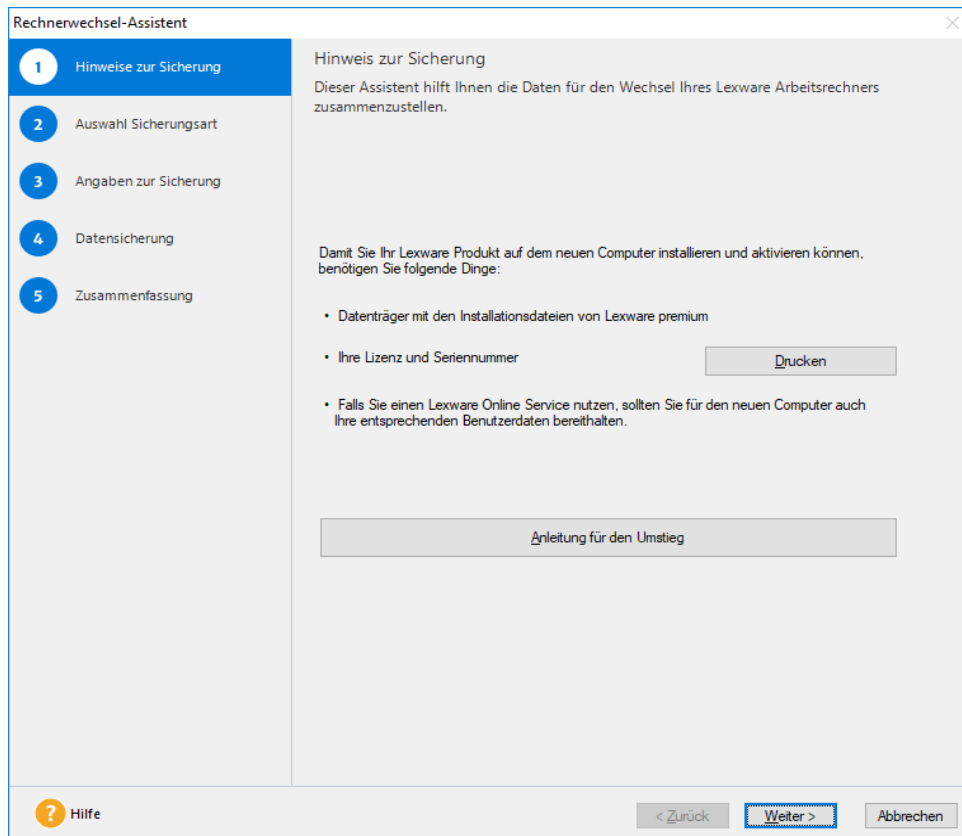 Rechnerwechsel-Assistent
1 Hinweise zur Sicherung
2 Auswahl Sicherungsart
3 Angaben zur Sicherung
4 Datensicherung
5 Zusammenfassung
Hinweis zur Sicherung
Dieser Assistent hilft Ihnen die Daten für den Wechsel Ihres Lexware Arbeitsrechners
zusammenzustellen.
Damit Sie Ihr Lexware Produkt auf dem neuen Computer installieren und aktivieren können,
benötigen Sie folgende Dinge:
• Datenträger mit den Installationsdateien von Lexware premium
• Ihre Lizenz und Seriennummer
Drucken
• Falls Sie einen Lexware Online Service nutzen, sollten Sie für den neuen Computer auch
Ihre entsprechenden Benutzerdaten bereithalten.
Anleitung für den Umstieg
? Hilfe
< Zurück
Weiter >
Abbrechen